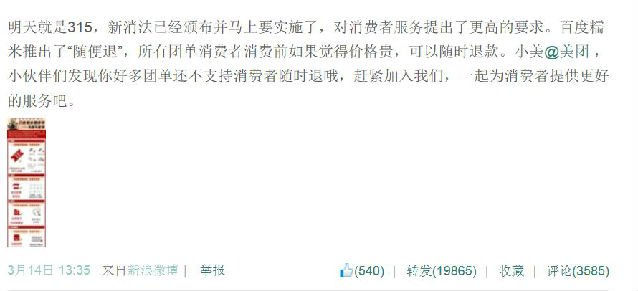 明天就是315，新消法已经颁布并马上要实施了，对消费者服务提出了更高的要求。百度糯
米推出了“随便退”，所有团单消费者消费前如果觉得价格贵，可以随时退款。小美@美团 ，
小伙伴们发现你好多团单还不支持消费者随时退哦，赶紧加入我们，一起为消费者提供更好
的服务吧。
3月14日 13:35 来自新浪微博 | 举报 (540) | 转发(19865) | 收藏 | 评论(3585)